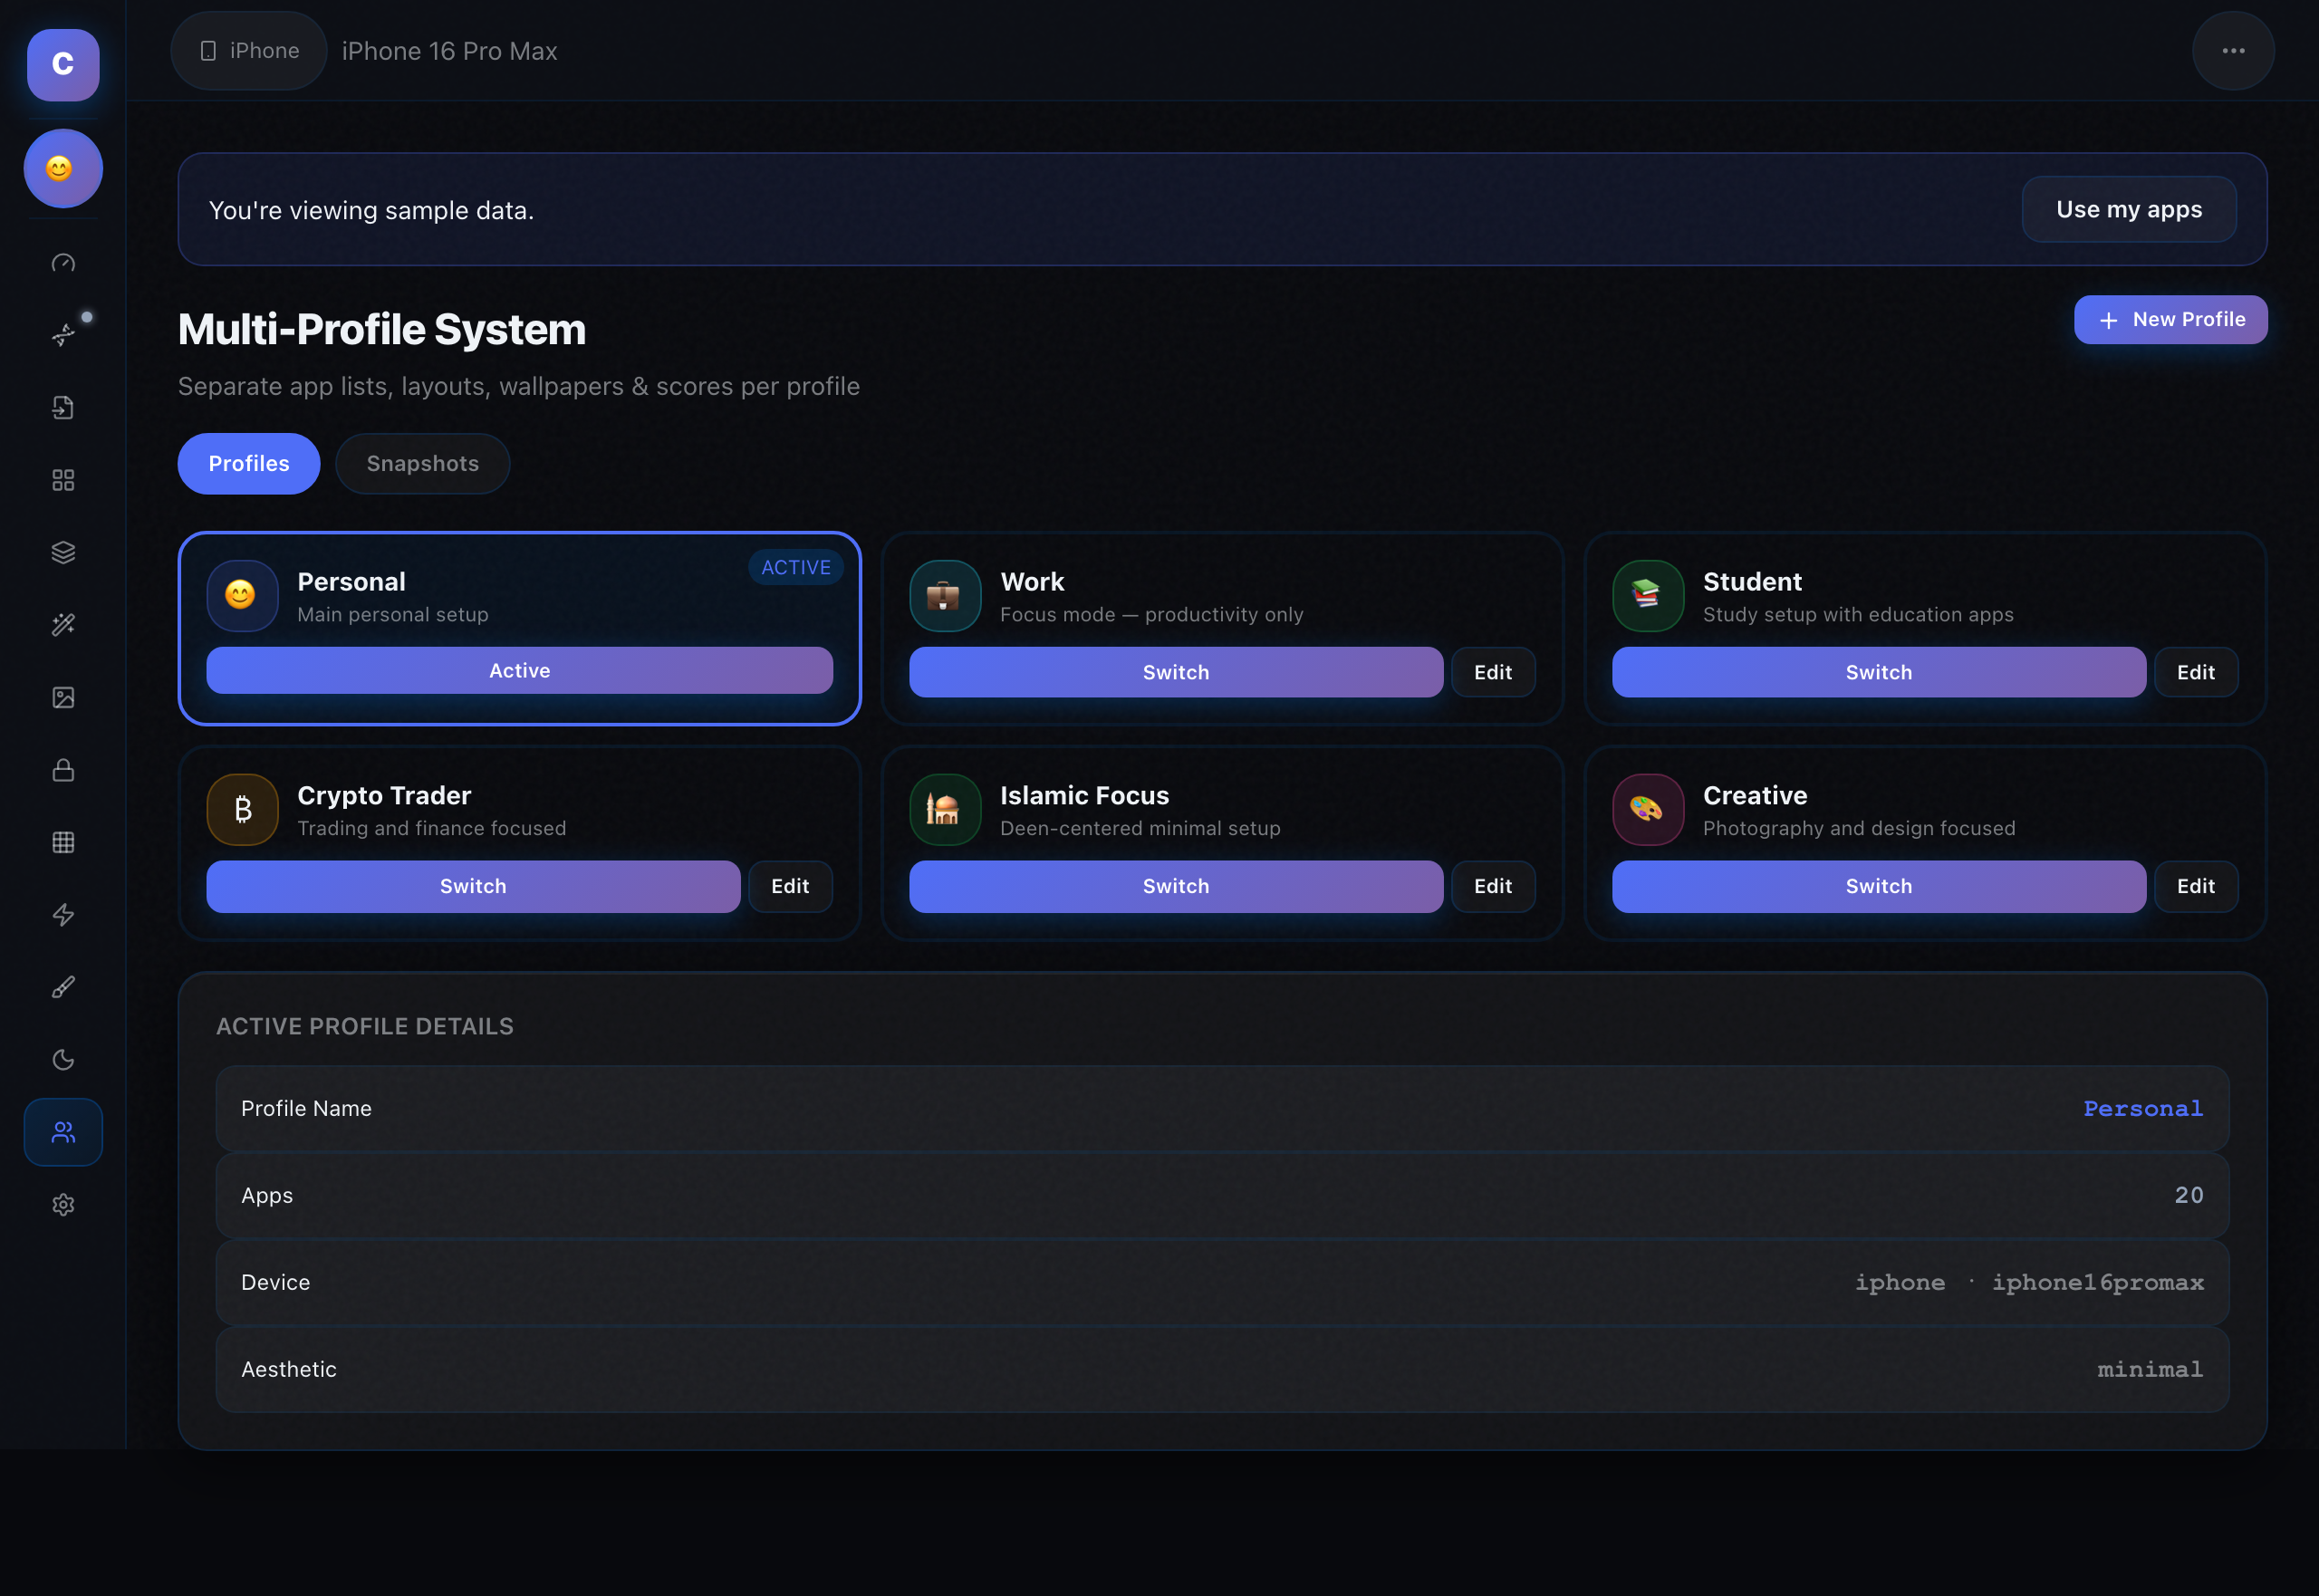 C
iPhone
iPhone 16 Pro Max
You're viewing sample data.
Use my apps
Multi-Profile System
New Profile
Separate app lists, layouts, wallpapers & scores per profile
Profiles
Snapshots
Personal
ACTIVE
Main personal setup
Active
Work
Focus mode — productivity only
Switch
Edit
Student
Study setup with education apps
Switch
Edit
₿
Crypto Trader
Trading and finance focused
Switch
Edit
Islamic Focus
Deen-centered minimal setup
Switch
Edit
Creative
Photography and design focused
Switch
Edit
ACTIVE PROFILE DETAILS
Profile Name
Personal
Apps
20
Device
iphone · iphone16promax
Aesthetic
minimal